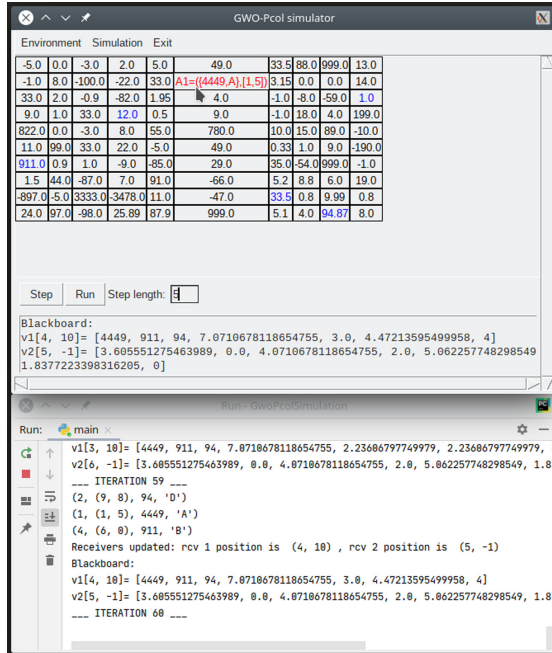 GWO-Pcol simulator
Environment Simulation Exit
-5.0 0.0 -3.0 2.0 5.0 49.0 33.5 88.0 999.0 13.0
-1.0 8.0 -100.0 -22.0 33.0 A1=({4449,A},[1,5]) 3.15 0.0 0.0 14.0
33.0 2.0 -0.9 -82.0 1.95 4.0 -1.0 -8.0 -59.0 1.0
9.0 1.0 33.0 12.0 0.5 9.0 -1.0 18.0 4.0 199.0
822.0 0.0 -3.0 8.0 55.0 780.0 10.0 15.0 89.0 -10.0
11.0 99.0 33.0 22.0 -5.0 49.0 0.33 1.0 9.0 -190.0
911.0 0.9 1.0 -9.0 -85.0 29.0 35.0 -54.0 999.0 -1.0
1.5 44.0 -87.0 7.0 91.0 -66.0 5.2 8.8 6.0 19.0
-897.0 -5.0 3333.0 -3478.0 11.0 -47.0 33.5 0.8 9.99 0.8
24.0 97.0 -98.0 25.89 87.9 999.0 5.1 4.0 94.87 8.0
Step Run Step length: 5
Blackboard:
v1[4, 10]= [4449, 911, 94, 7.0710678118654755, 3.0, 4.47213595499958, 4]
v2[5, -1]= [3.605551275463989, 0.0, 4.0710678118654755, 2.0, 5.062257748298549
1.8377223398316205, 0]
Run - GwoPcolSimulation
Run: main
v1[3, 10]= [4449, 911, 94, 7.0710678118654755, 2.23606797749979, 2.23606797749979,
v2[6, -1]= [3.605551275463989, 0.0, 4.0710678118654755, 2.0, 5.062257748298549, 1.8
___ ITERATION 59 ___
(2, (9, 8), 94, 'D')
(1, (1, 5), 4449, 'A')
(4, (6, 0), 911, 'B')
Receivers updated: rcv 1 position is  (4, 10) , rcv 2 position is  (5, -1)
Blackboard:
v1[4, 10]= [4449, 911, 94, 7.0710678118654755, 3.0, 4.47213595499958, 4]
v2[5, -1]= [3.605551275463989, 0.0, 4.0710678118654755, 2.0, 5.062257748298549, 1.8
___ ITERATION 60 ___